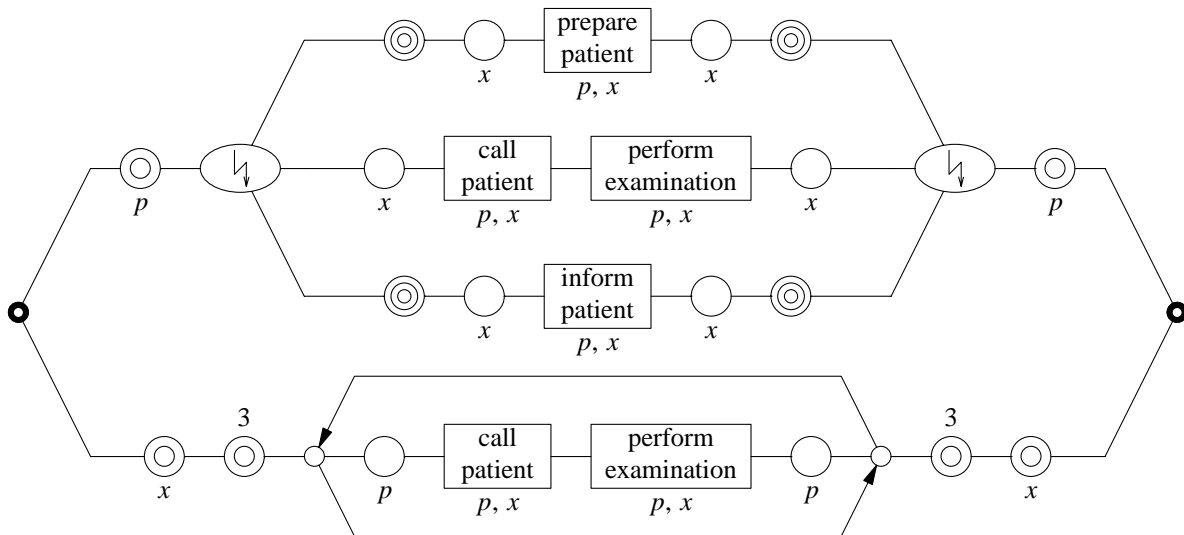 prepare
patient
x
x
p, x
call
patient
perform
examination
p
x
p, x
p, x
x
p
inform
patient
x
x
p, x
3
3
call
patient
perform
examination
x
p
p, x
p, x
p
x